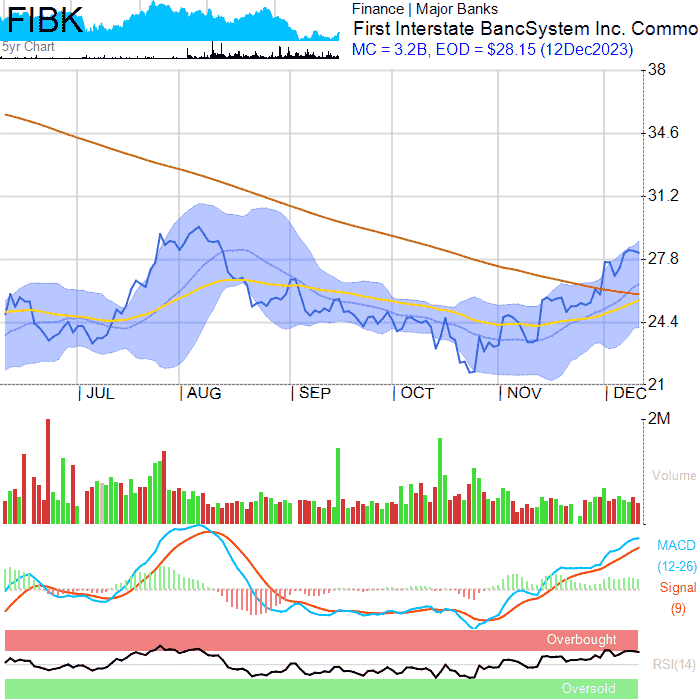 FIBK
5yr Chart
Finance | Major Banks
First Interstate BancSystem Inc. Commo
MC = 3.2B, EOD = $28.15 (12Dec2023)
38
34.6
31.2
27.8
24.4
21
| JUL | AUG | SEP | OCT | NOV | DEC
2M
Volume
MACD
(12-26)
Signal
(9)
Overbought
RSI(14)
Oversold